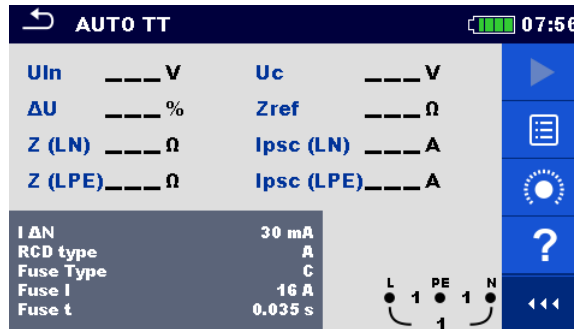 AUTO TT 07:56
Uln ___V Uc ___V
ΔU ___% Zref ___Ω
Z (LN) ___Ω Ipsc (LN) ___A
Z (LPE)___Ω Ipsc (LPE)___A
I ΔN 30 mA
RCD type A
Fuse Type C
Fuse I 16 A
Fuse t 0.035 s
?
L PE N
1 1
1